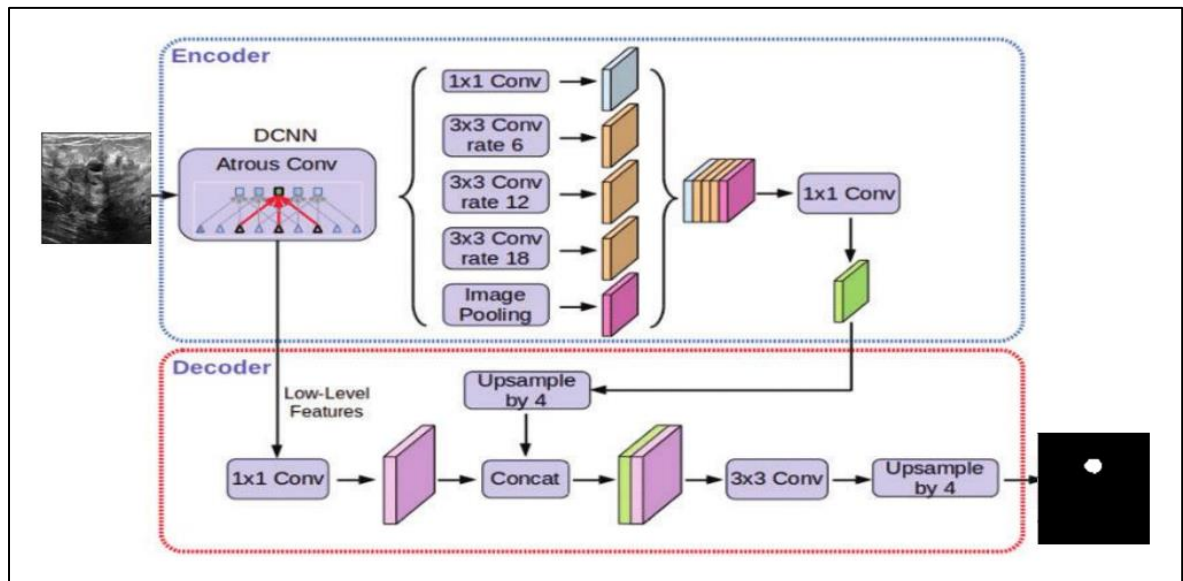 Encoder
DCNN
Atrous Conv
1x1 Conv
3x3 Conv
rate 6
3x3 Conv
rate 12
3x3 Conv
rate 18
Image
Pooling
1x1 Conv
Decoder
Low-Level
Features
Upsample
by 4
1x1 Conv
Concat
3x3 Conv
Upsample
by 4